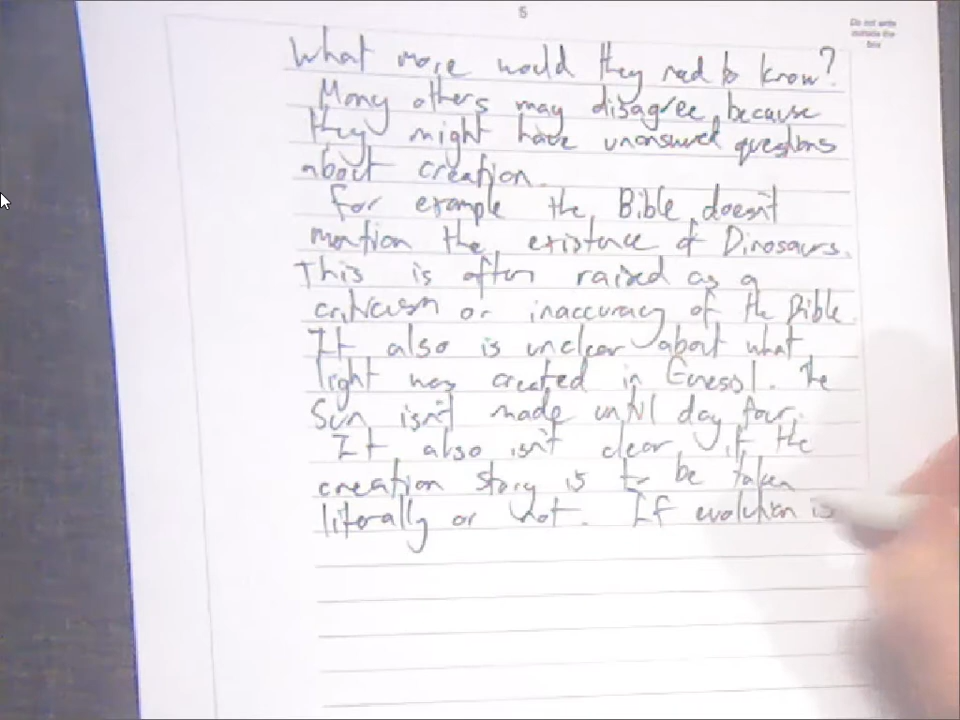 5
Do not write
outside the
box
What more would they need to know?
Many others may disagree, because
they might have unanswered questions
about creation.
For example the Bible doesn't
mention the existence of Dinosaurs.
This is often raised as a
criticism or inaccuracy of the Bible.
It also is unclear about what
light was created in Genesis 1. The
Sun isn't made until day four.
It also isn't clear if the
creation story is to be taken
literally or not. If evolution is